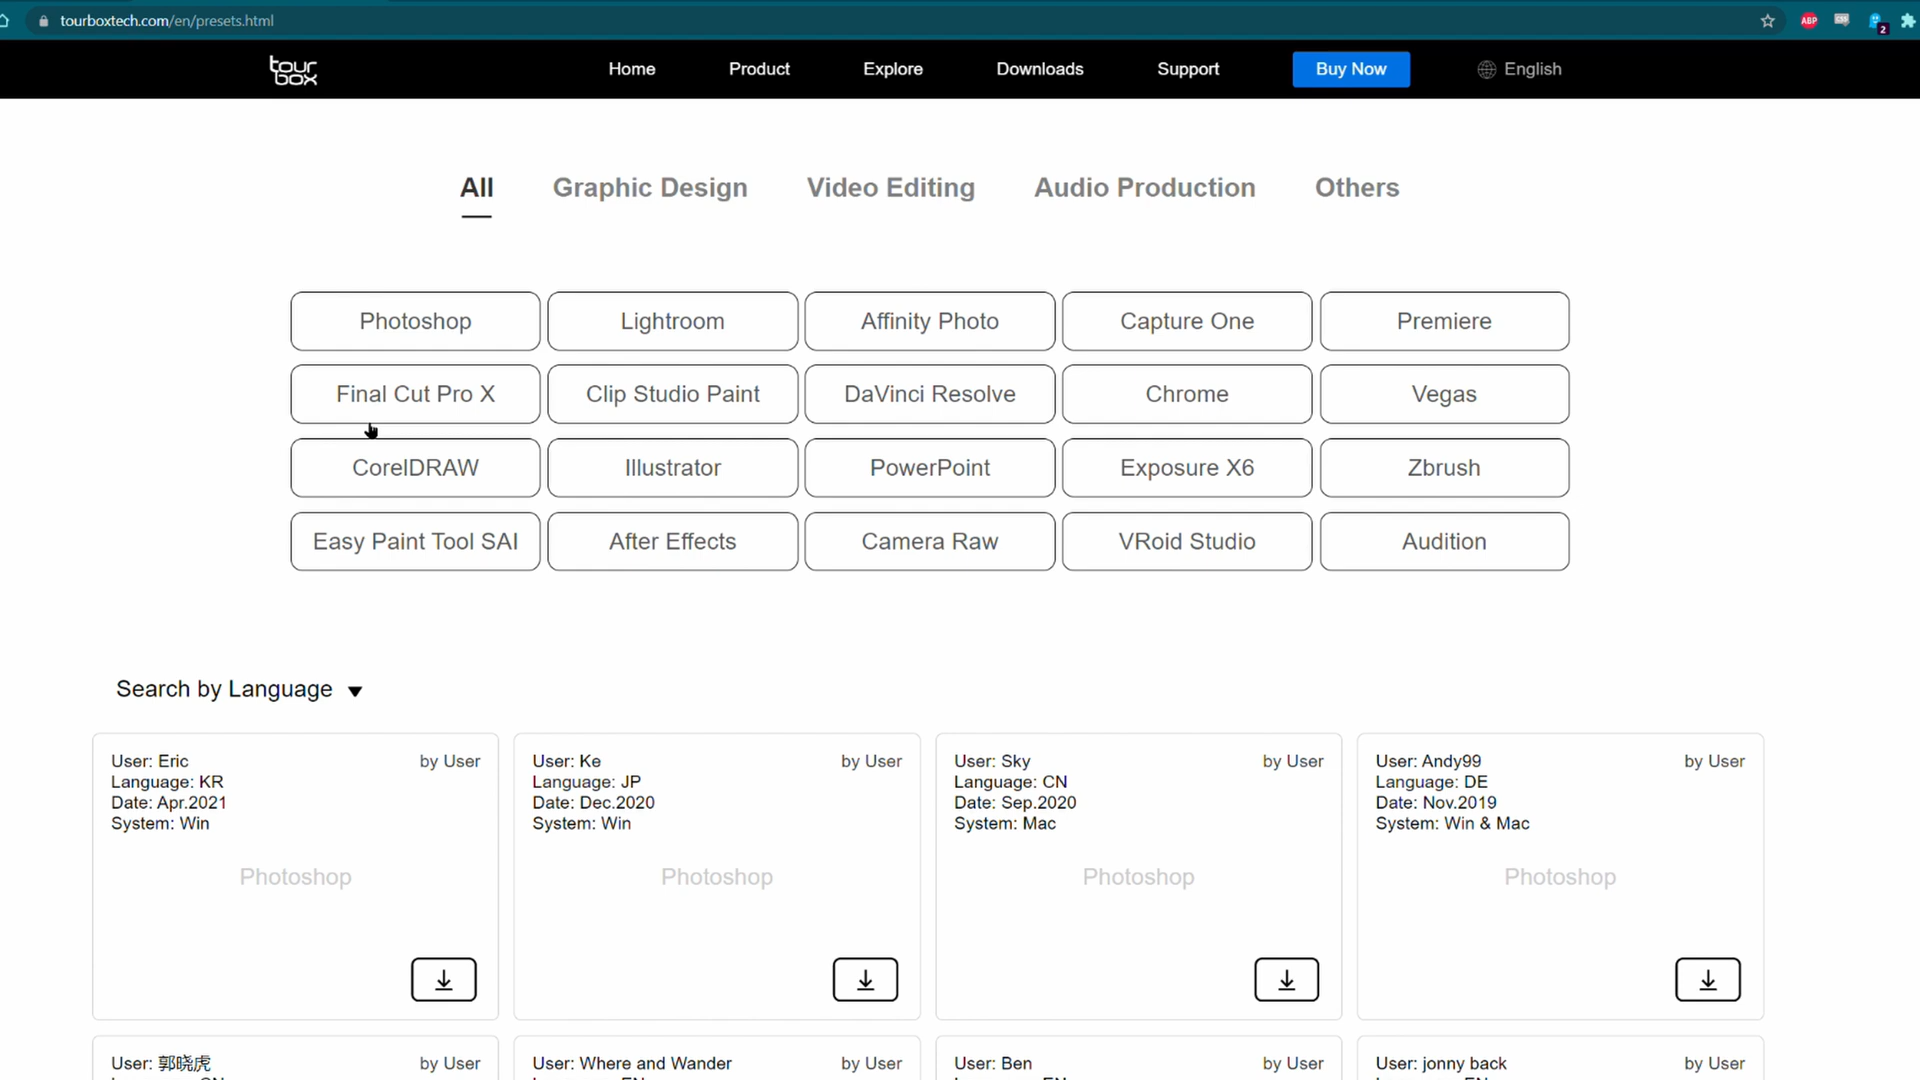 tourboxtech.com/en/presets.html
ABP
CSS
2
tour
box
Home
Product
Explore
Downloads
Support
Buy Now
English
All
Graphic Design
Video Editing
Audio Production
Others
Photoshop
Lightroom
Affinity Photo
Capture One
Premiere
Final Cut Pro X
Clip Studio Paint
DaVinci Resolve
Chrome
Vegas
CorelDRAW
Illustrator
PowerPoint
Exposure X6
Zbrush
Easy Paint Tool SAI
After Effects
Camera Raw
VRoid Studio
Audition
Search by Language
User: Eric
by User
Language: KR
Date: Apr.2021
System: Win
Photoshop
User: Ke
by User
Language: JP
Date: Dec.2020
System: Win
Photoshop
User: Sky
by User
Language: CN
Date: Sep.2020
System: Mac
Photoshop
User: Andy99
by User
Language: DE
Date: Nov.2019
System: Win & Mac
Photoshop
User: 郭晓虎
by User
User: Where and Wander
by User
User: Ben
by User
User: jonny back
by User